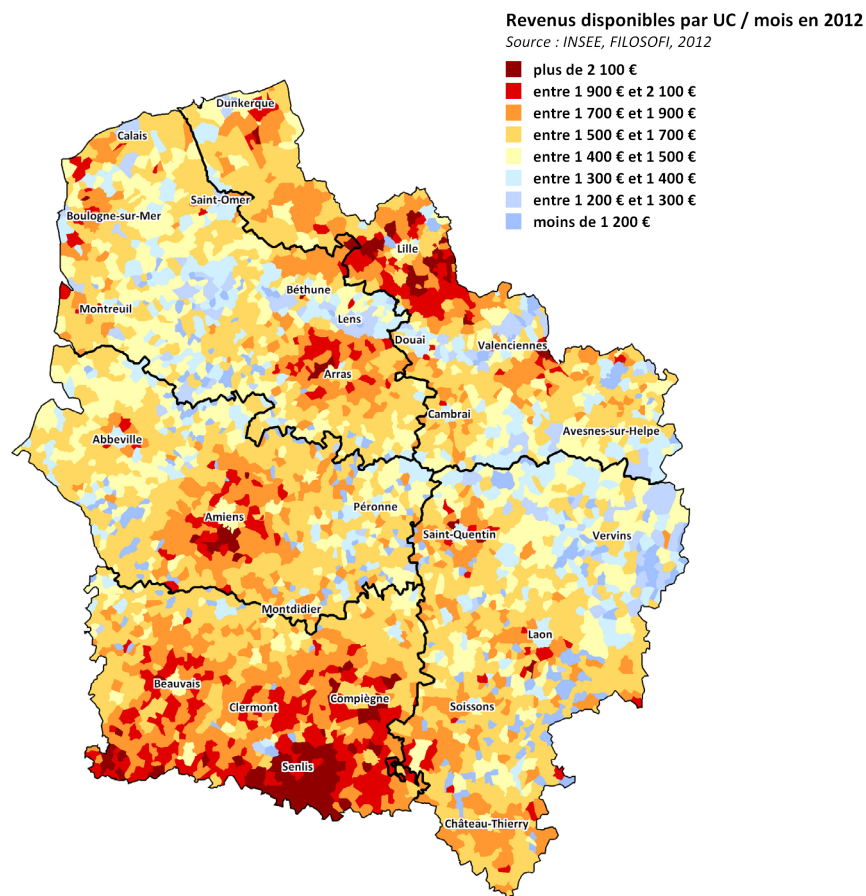 Revenus disponibles par UC / mois en 2012
Source : INSEE, FILOSOFI, 2012
plus de 2 100 €
entre 1 900 € et 2 100 €
entre 1 700 € et 1 900 €
entre 1 500 € et 1 700 €
entre 1 400 € et 1 500 €
entre 1 300 € et 1 400 €
entre 1 200 € et 1 300 €
moins de 1 200 €
Dunkerque
Calais
Saint-Omer
Boulogne-sur-Mer
Lille
Béthune
Montreuil
Lens
Douai
Valenciennes
Arras
Cambrai
Avesnes-sur-Helpe
Abbeville
Péronne
Amiens
Saint-Quentin
Vervins
Montdidier
Laon
Beauvais
Compiègne
Clermont
Soissons
Senlis
Château-Thierry